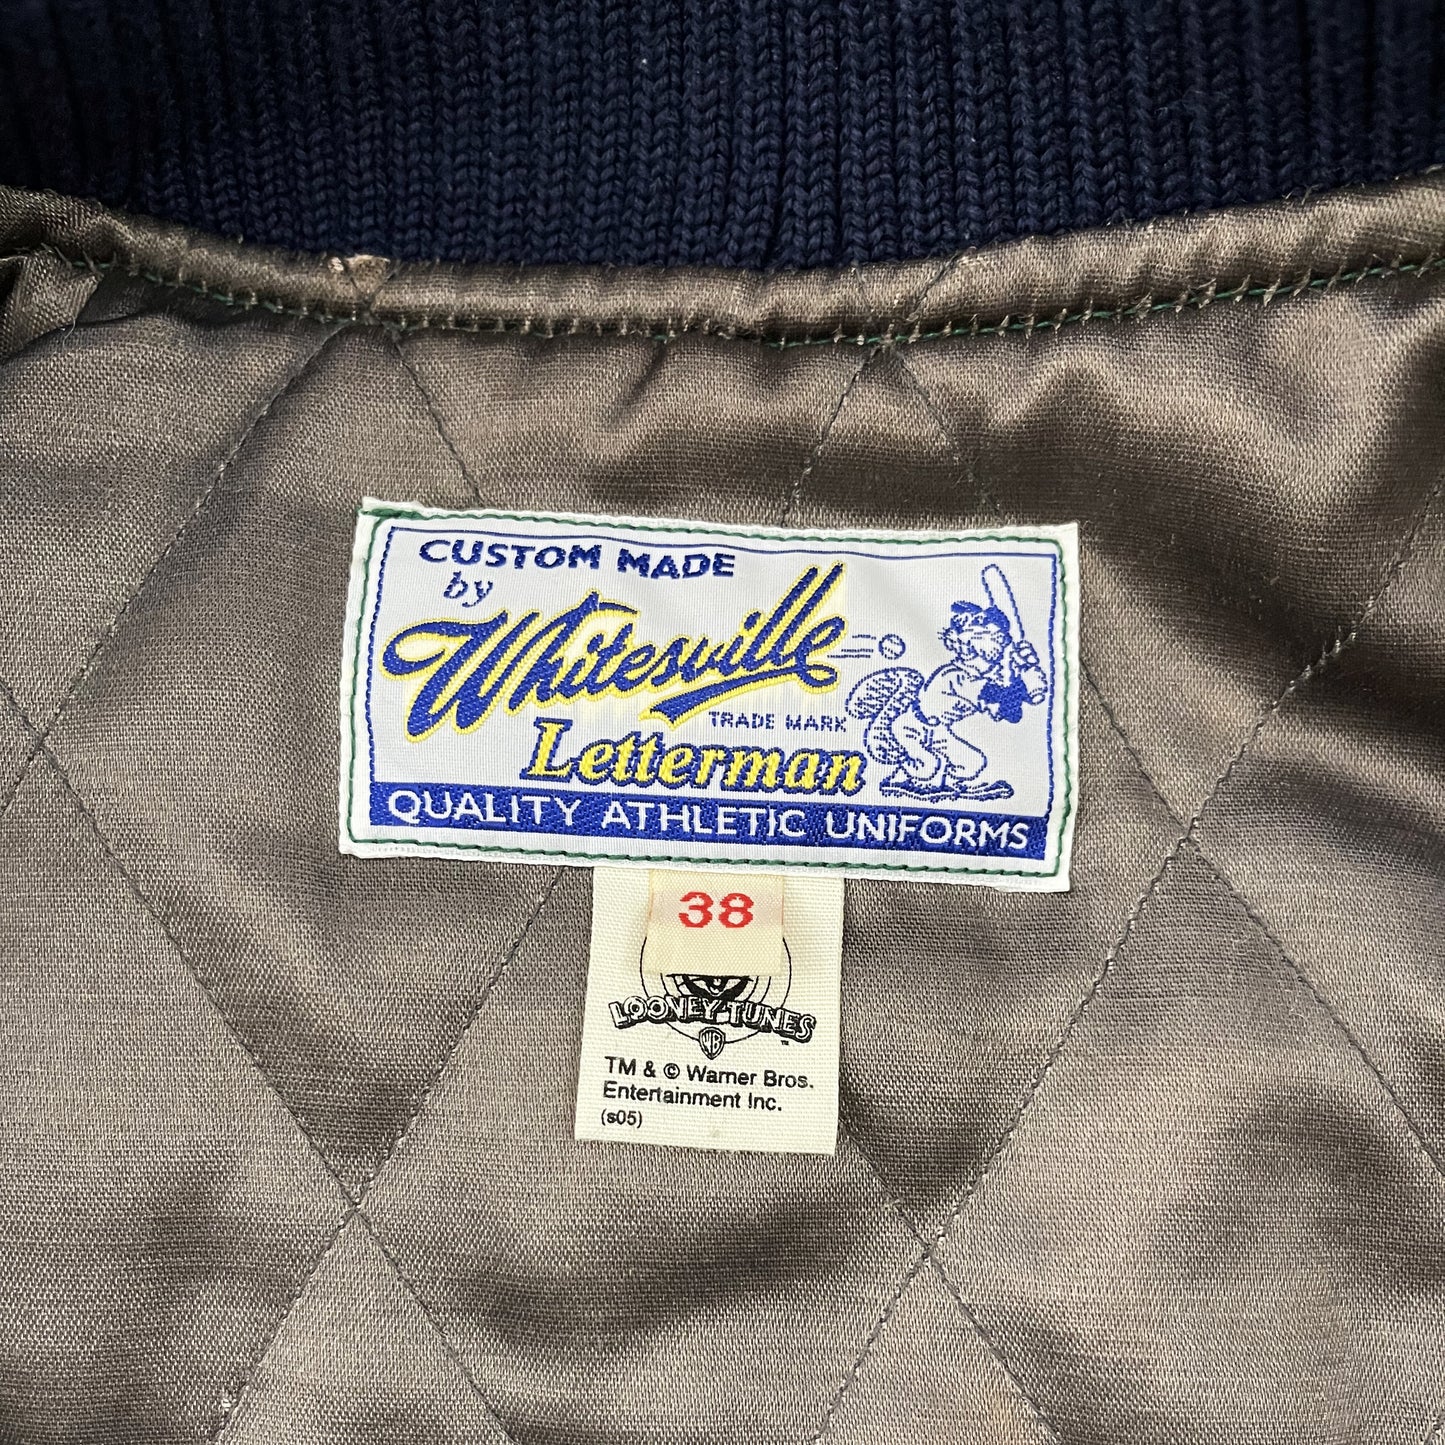 CUSTOM MADE
by
Whitesville
TRADE MARK
Letterman
QUALITY ATHLETIC UNIFORMS
38
LOONEY TUNES
TM
WB
TM & © Warner Bros.
Entertainment Inc.
(s05)